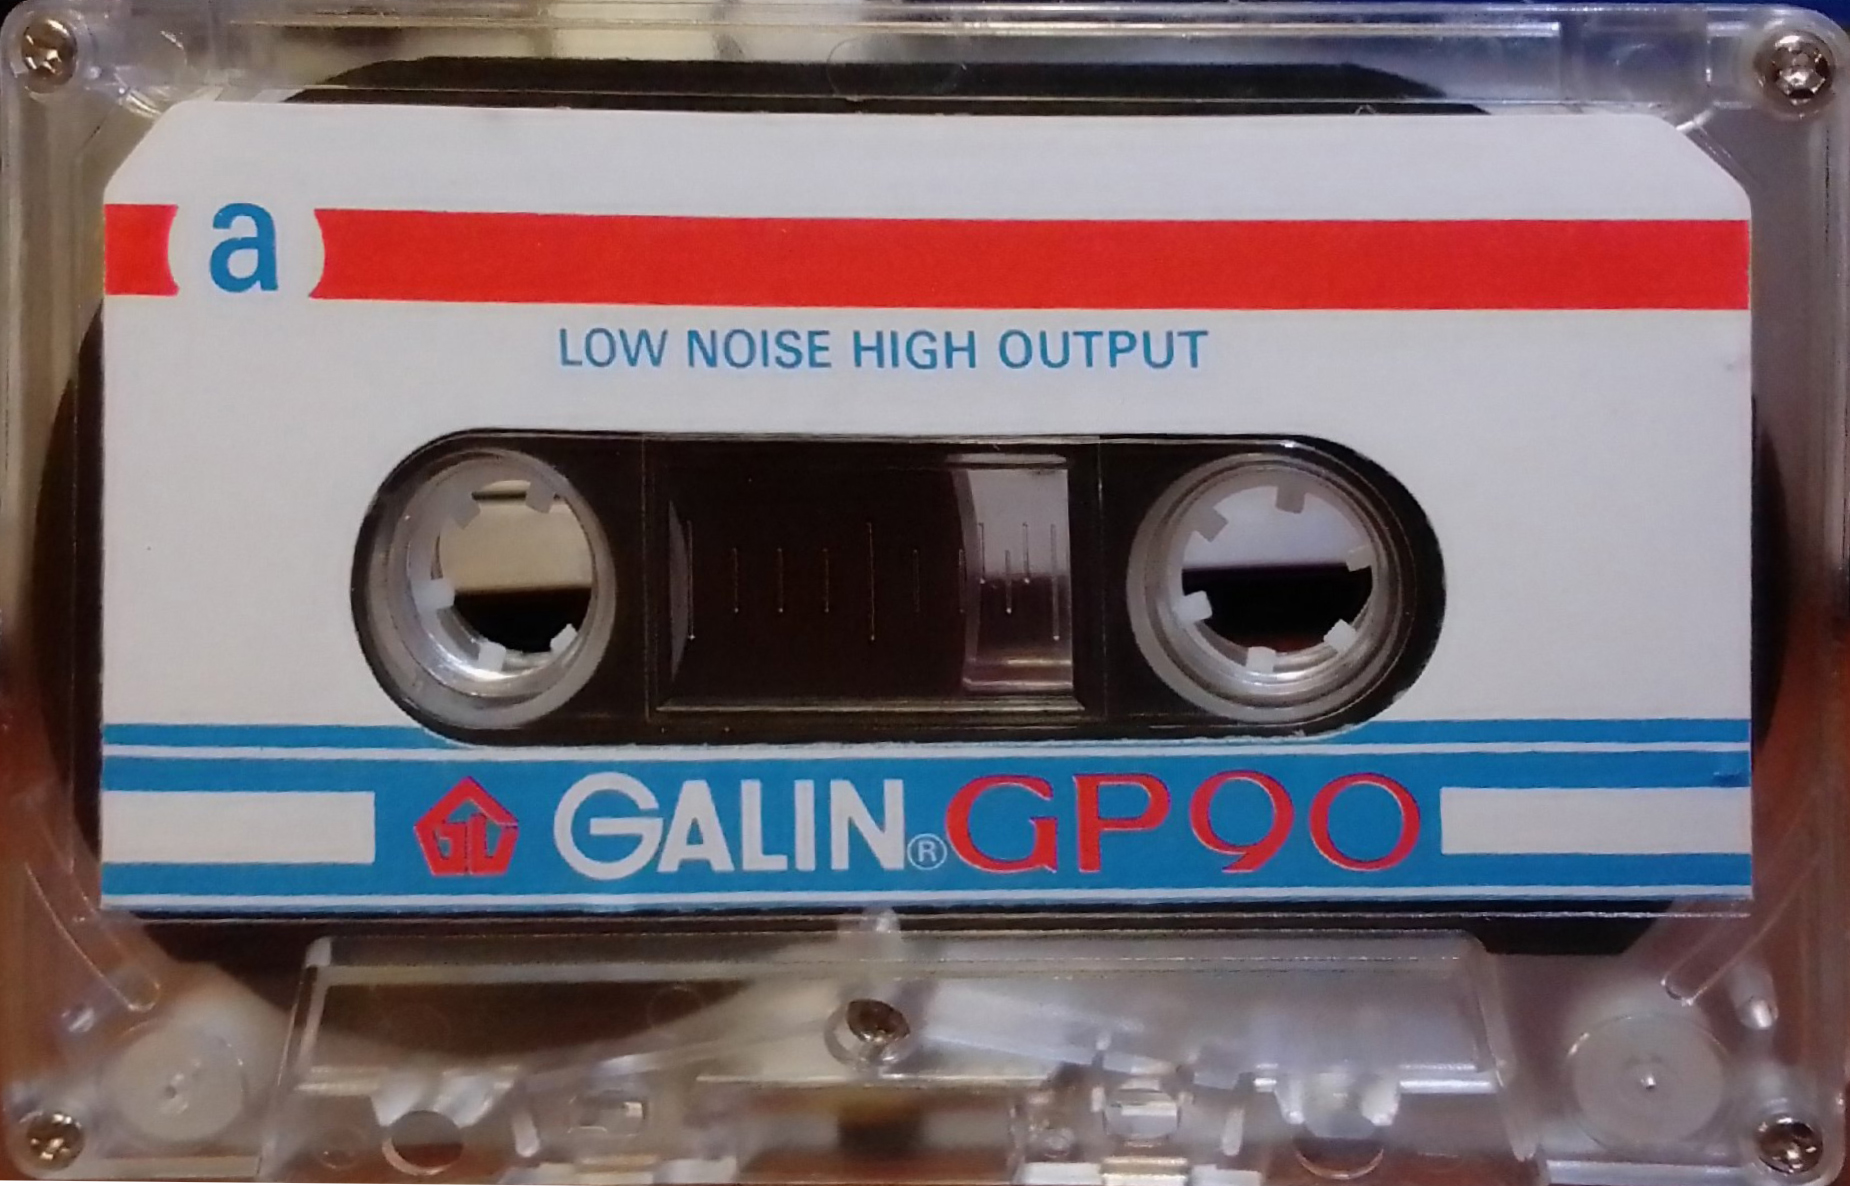 a
LOW NOISE HIGH OUTPUT
GALIN® GP90